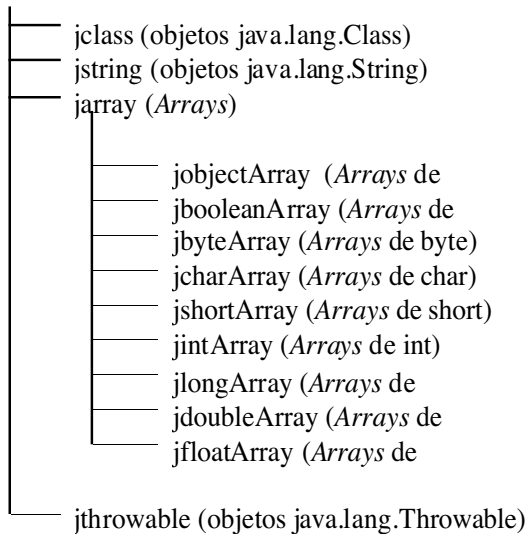 jclass (objetos java.lang.Class)
jstring (objetos java.lang.String)
jarray (Arrays)
jobjectArray (Arrays de
jbooleanArray (Arrays de
jbyteArray (Arrays de byte)
jcharArray (Arrays de char)
jshortArray (Arrays de short)
jintArray (Arrays de int)
jlongArray (Arrays de
jdoubleArray (Arrays de
jfloatArray (Arrays de
jthrowable (objetos java.lang.Throwable)